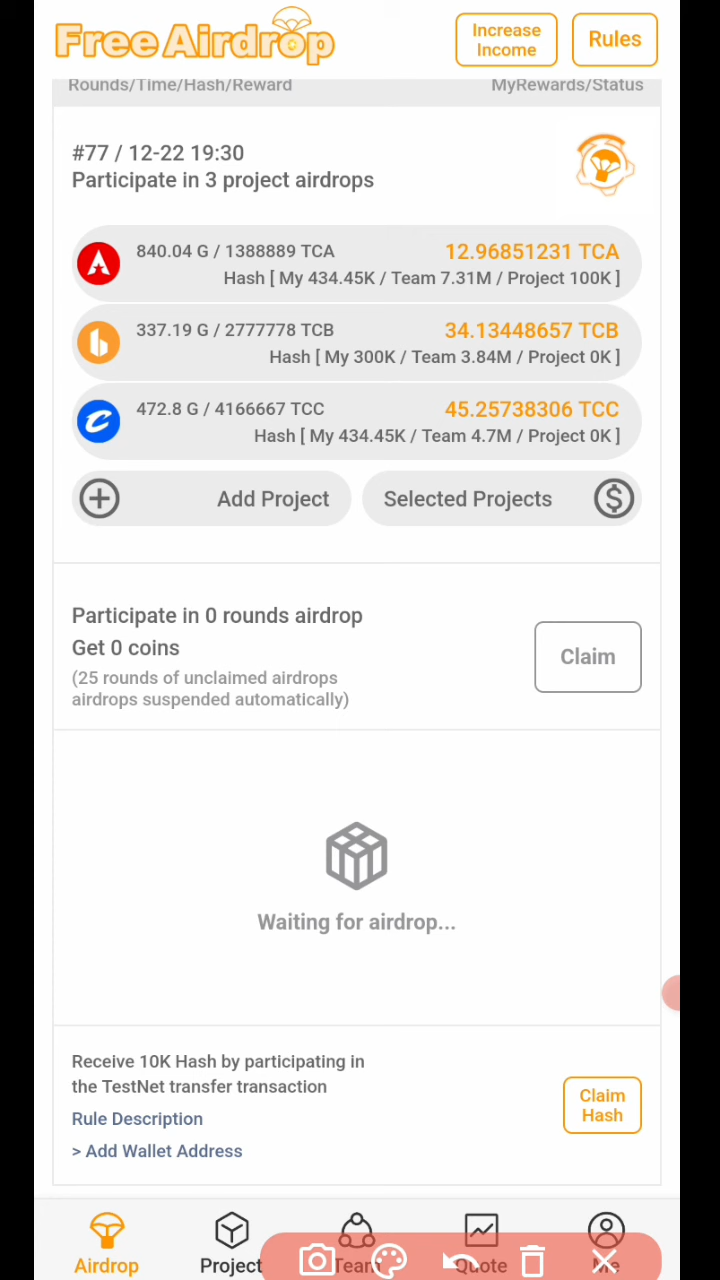 Free Airdrop
Increase
Income
Rules
Rounds/Time/Hash/Reward
MyRewards/Status
#77 / 12-22 19:30
Participate in 3 project airdrops
840.04 G / 1388889 TCA
12.96851231 TCA
Hash [ My 434.45K / Team 7.31M / Project 100K ]
337.19 G / 2777778 TCB
34.13448657 TCB
Hash [ My 300K / Team 3.84M / Project 0K ]
472.8 G / 4166667 TCC
45.25738306 TCC
Hash [ My 434.45K / Team 4.7M / Project 0K ]
Add Project
Selected Projects
Participate in 0 rounds airdrop
Get 0 coins
(25 rounds of unclaimed airdrops
airdrops suspended automatically)
Claim
Waiting for airdrop...
Receive 10K Hash by participating in
the TestNet transfer transaction
Claim
Hash
Rule Description
> Add Wallet Address
Airdrop
Project
Team
Quote
Me